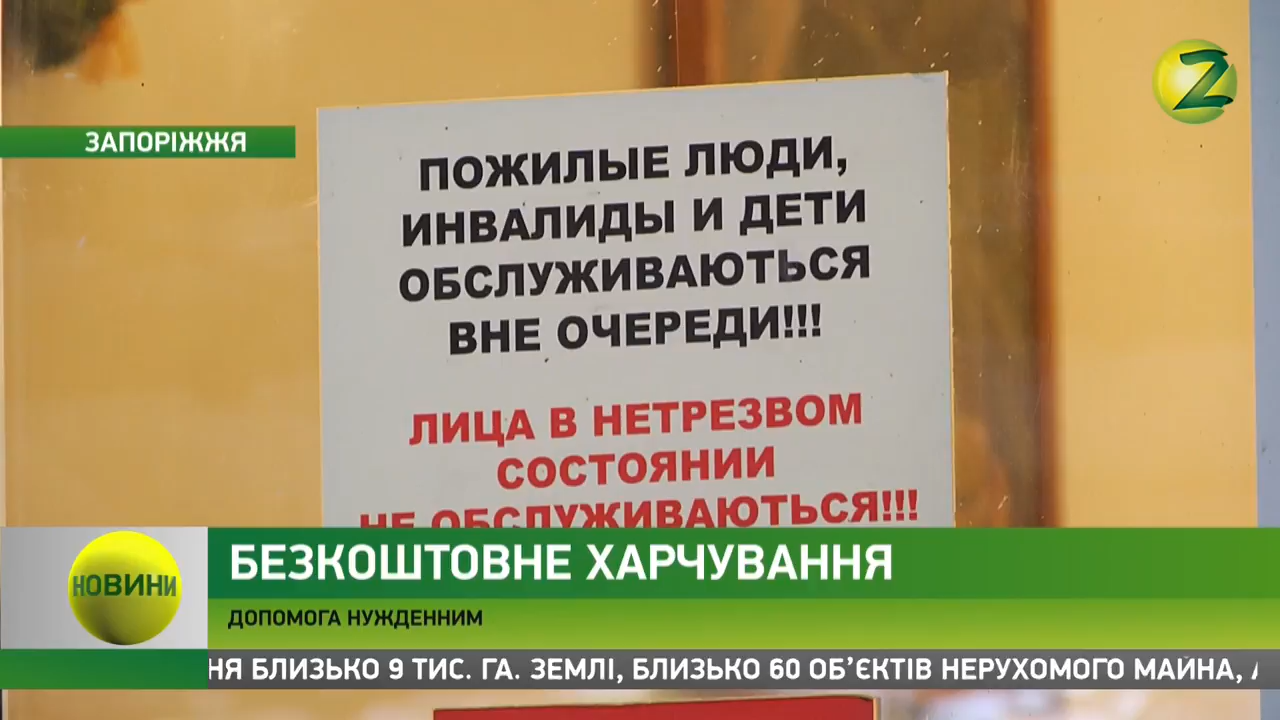 Z
ЗАПОРІЖЖЯ
ПОЖИЛЫЕ ЛЮДИ,
ИНВАЛИДЫ И ДЕТИ
ОБСЛУЖИВАЮТЬСЯ
ВНЕ ОЧЕРЕДИ!!!
ЛИЦА В НЕТРЕЗВОМ
СОСТОЯНИИ
НЕ ОБСЛУЖИВАЮТЬСЯ!!!
НОВИНИ
БЕЗКОШТОВНЕ ХАРЧУВАННЯ
ДОПОМОГА НУЖДЕННИМ
НЯ БЛИЗЬКО 9 ТИС. ГА. ЗЕМЛІ, БЛИЗЬКО 60 ОБ’ЄКТІВ НЕРУХОМОГО МАЙНА,